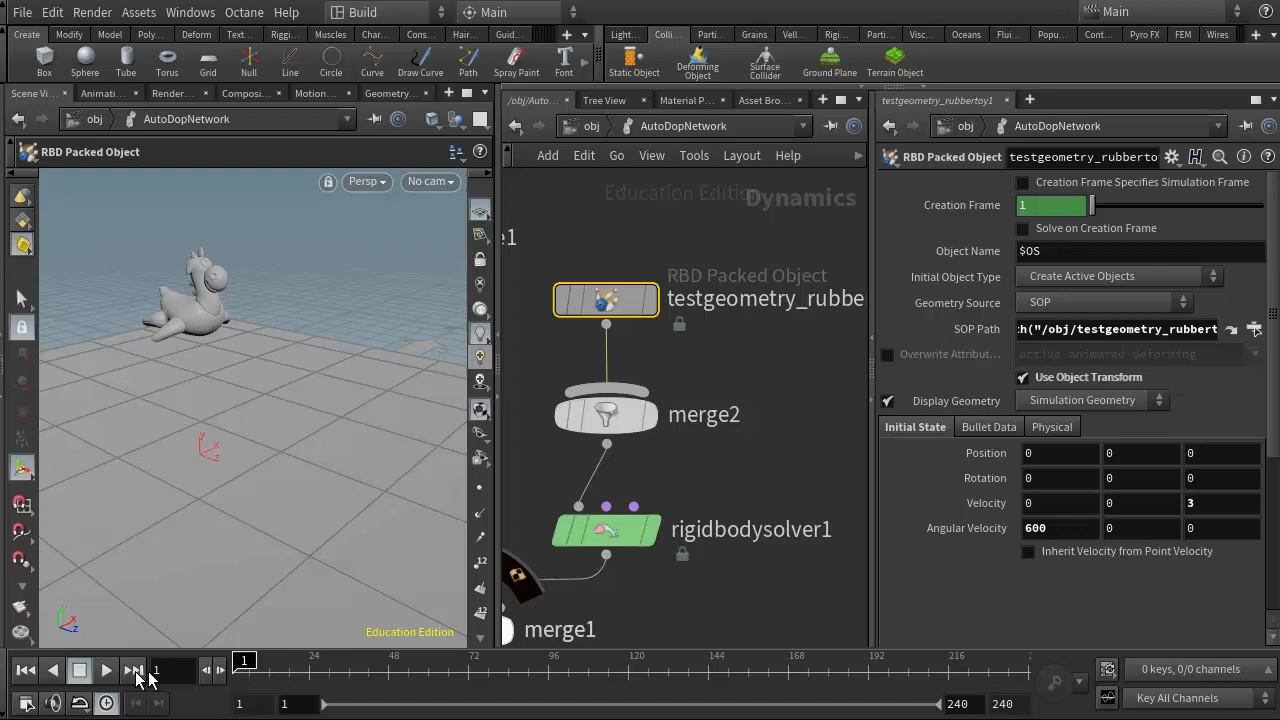 File Edit Render Assets Windows Octane Help Build Main Main
Create Modify Model Poly... Deform Text... Riggi... Muscles Char... Cons... Hair... Guid... Light... Colli... Parti... Grains Vell... Rig... Parti... Visc... Oceans Flui... Popu... Cont... Pyro FX FEM Wires
Box Sphere Tube Torus Grid Null Line Circle Curve Draw Curve Path Spray Paint Font Static Object Deforming Object Surface Collider Ground Plane Terrain Object
Scene Vi... Animati... Render... Composi... Motion... Geometry... /obj/Auto... Tree View Material P... Asset Bro... testgeometry_rubbertoy1
obj AutoDopNetwork obj AutoDopNetwork obj AutoDopNetwork
RBD Packed Object
Persp No cam
Education Edition
Add Edit Go View Tools Layout Help
Education Edition
Dynamics
e1
RBD Packed Object
testgeometry_rubbe
merge2
rigidbodysolver1
merge1
RBD Packed Object testgeometry_rubberto
Creation Frame Specifies Simulation Frame
Creation Frame 1
Solve on Creation Frame
Object Name $OS
Initial Object Type Create Active Objects
Geometry Source SOP
SOP Path :h("/obj/testgeometry_rubbert
Overwrite Attribut... active animated deforming
Use Object Transform
Display Geometry Simulation Geometry
Initial State Bullet Data Physical
Position 0 0 0
Rotation 0 0 0
Velocity 0 0 3
Angular Velocity 600 0 0
Inherit Velocity from Point Velocity
y x z
y x z
12
12
1 1 24 48 72 96 120 144 168 192 216 2
0 keys, 0/0 channels
1 1 240 240 Key All Channels